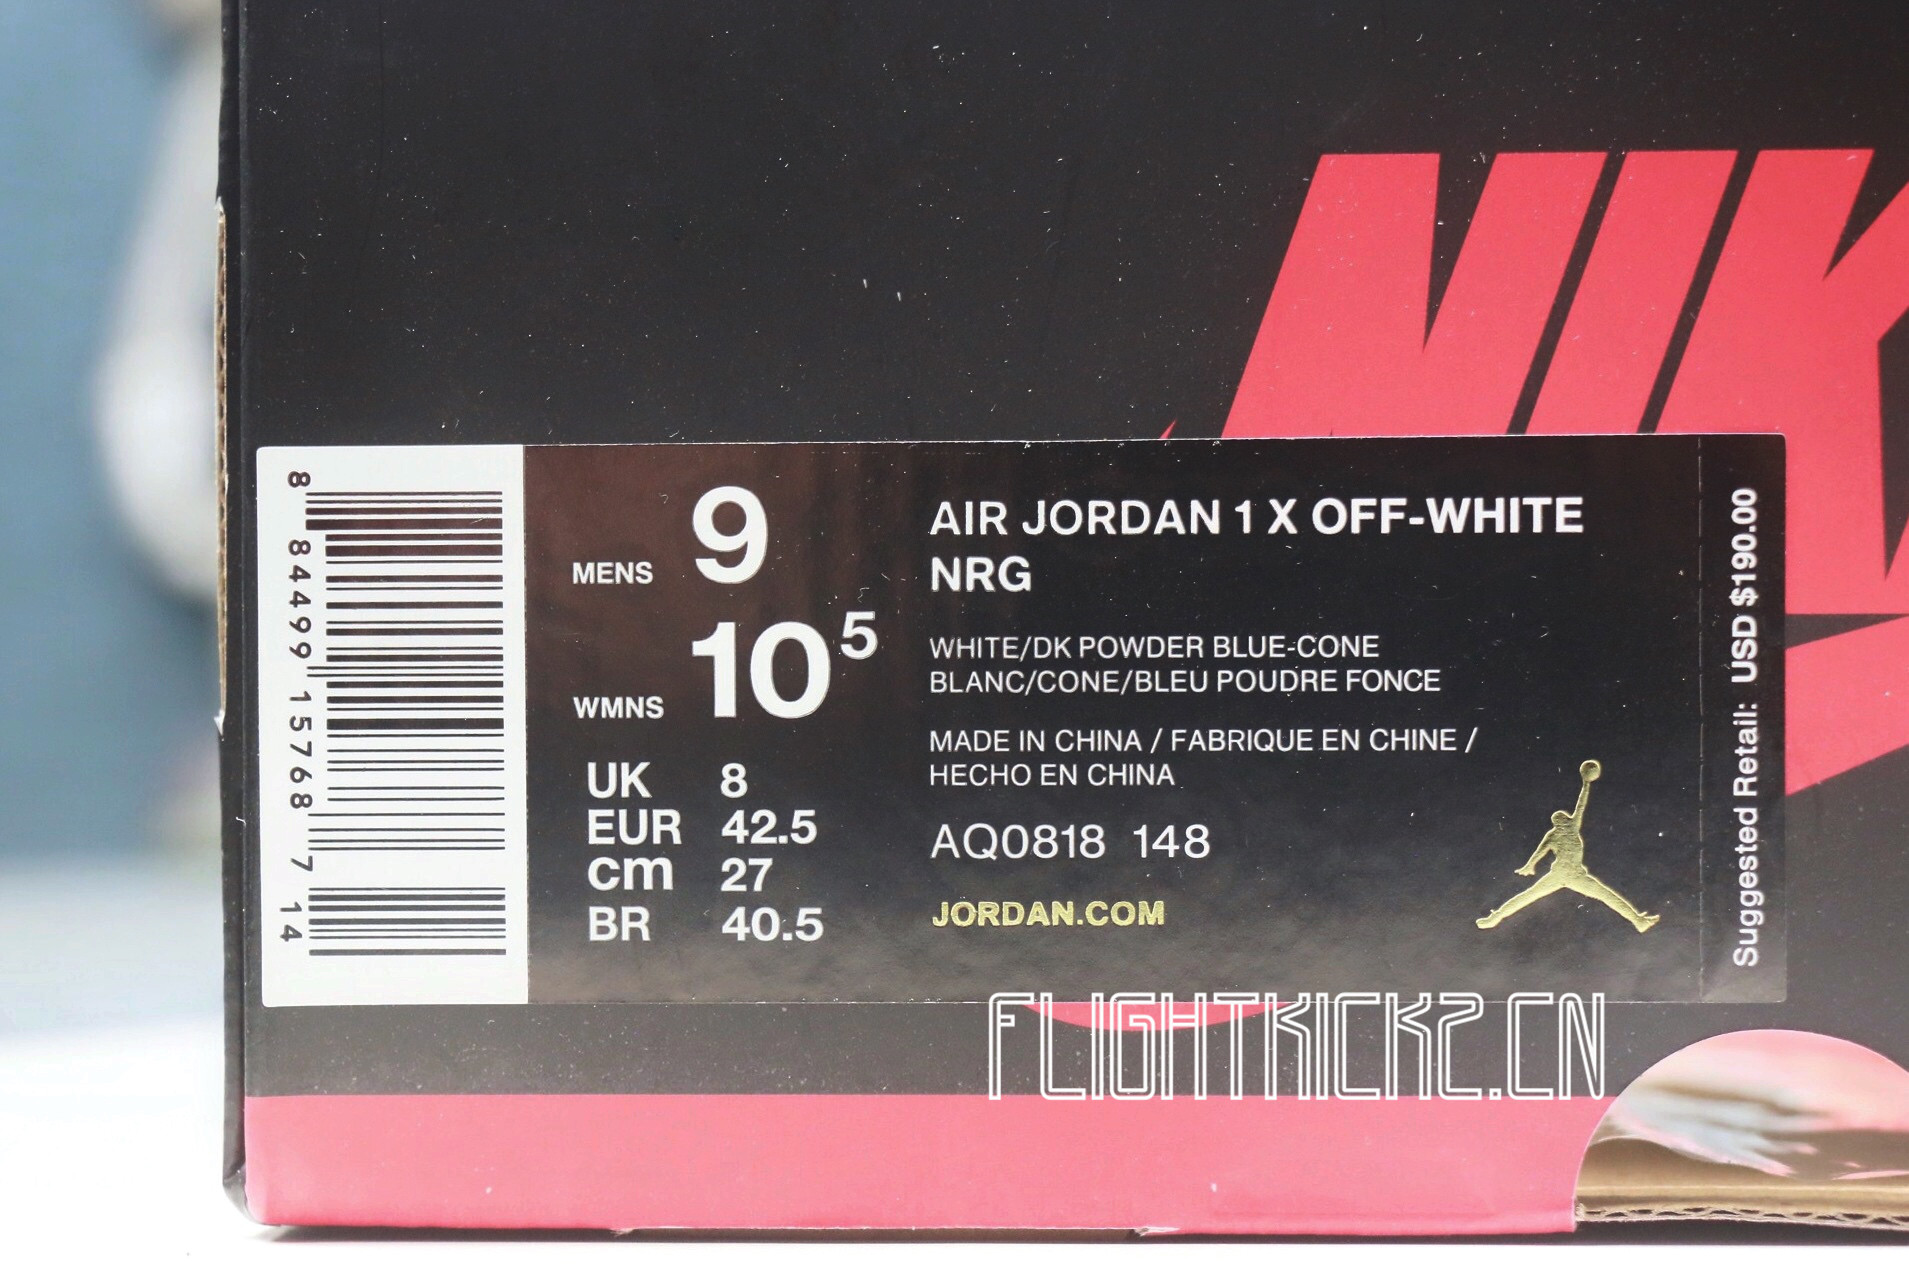 NIK
8 84499 15768 7 14
MENS 9
WMNS 10 5
UK 8
EUR 42.5
cm 27
BR 40.5
AIR JORDAN 1 X OFF-WHITE
NRG
WHITE/DK POWDER BLUE-CONE
BLANC/CONE/BLEU POUDRE FONCE
MADE IN CHINA / FABRIQUE EN CHINE /
HECHO EN CHINA
AQ0818 148
JORDAN.COM
Suggested Retail: USD $190.00
FLIGHTKICKZ.CN